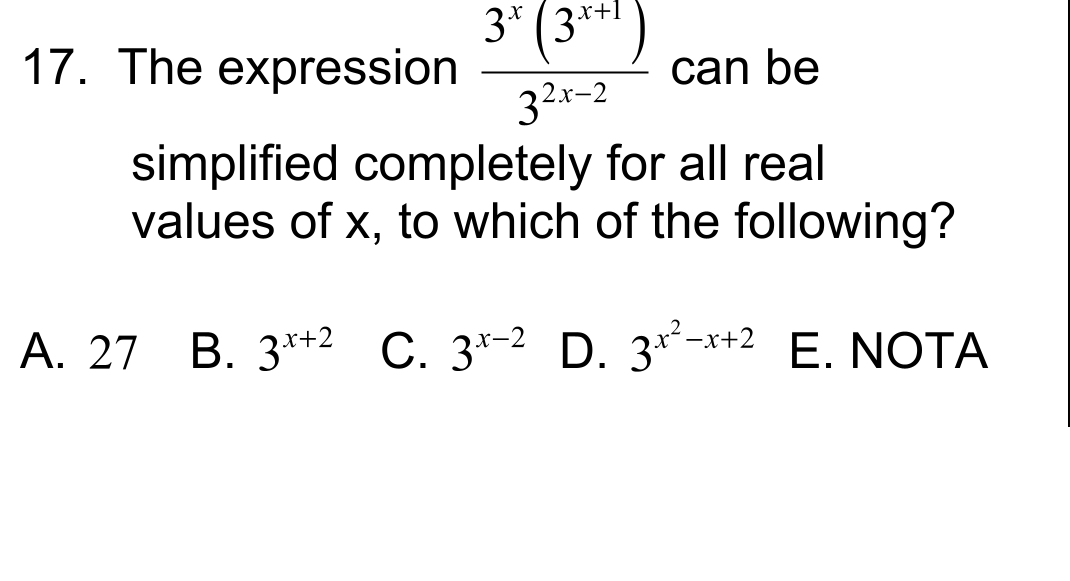 17. The expression \frac{3^{x}\left(3^{x+1}\right)}{3^{2x-2}} can be
simplified completely for all real
values of x, to which of the following?
A. 27 B. 3^{x+2} C. 3^{x-2} D. 3^{x^{2}-x+2} E. NOTA